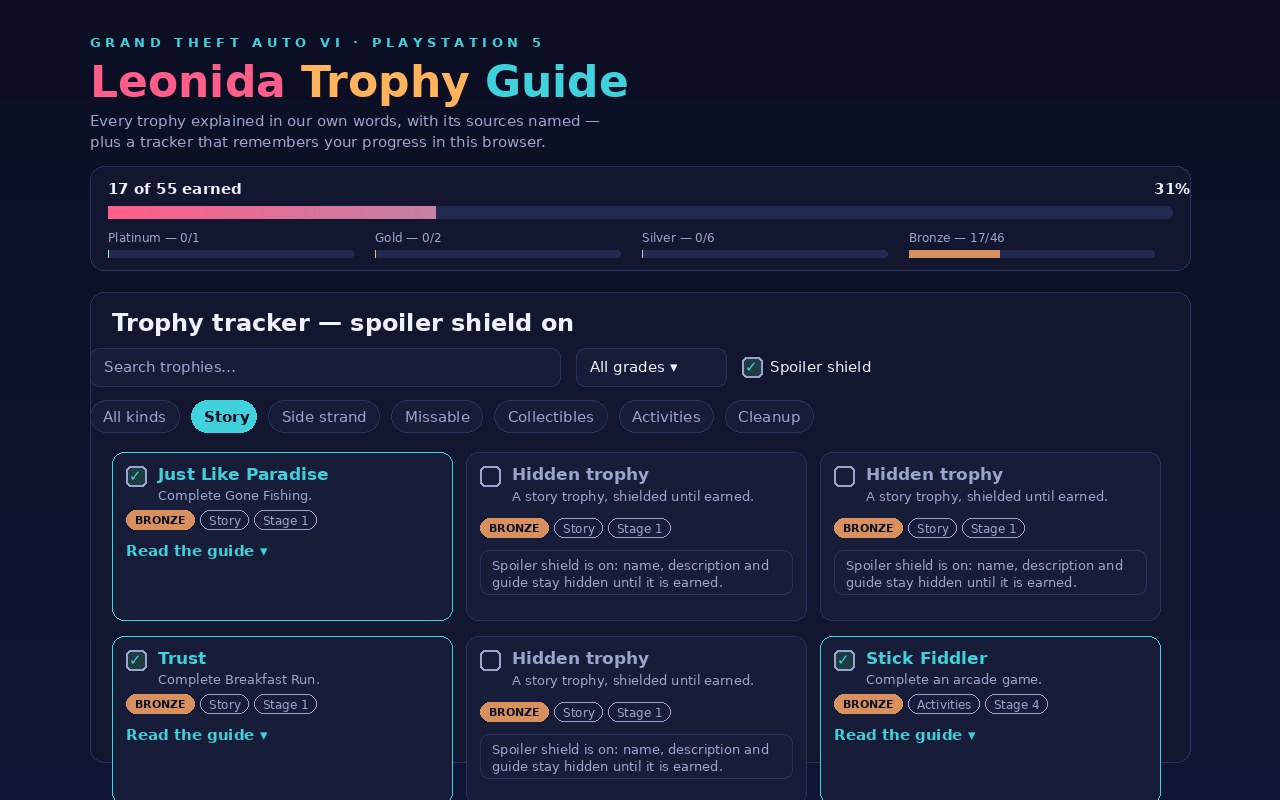 GRAND THEFT AUTO VI · PLAYSTATION 5
Leonida Trophy Guide
Every trophy explained in our own words, with its sources named —
plus a tracker that remembers your progress in this browser.
17 of 55 earned
31%
Platinum — 0/1
Gold — 0/2
Silver — 0/6
Bronze — 17/46
Trophy tracker — spoiler shield on
Search trophies...
All grades ▾
✓ Spoiler shield
All kinds
Story
Side strand
Missable
Collectibles
Activities
Cleanup
✓ Just Like Paradise
Complete Gone Fishing.
BRONZE Story Stage 1
Read the guide ▾
Hidden trophy
A story trophy, shielded until earned.
BRONZE Story Stage 1
Spoiler shield is on: name, description and
guide stay hidden until it is earned.
Hidden trophy
A story trophy, shielded until earned.
BRONZE Story Stage 1
Spoiler shield is on: name, description and
guide stay hidden until it is earned.
✓ Trust
Complete Breakfast Run.
BRONZE Story Stage 1
Read the guide ▾
Hidden trophy
A story trophy, shielded until earned.
BRONZE Story Stage 1
Spoiler shield is on: name, description and
guide stay hidden until it is earned.
✓ Stick Fiddler
Complete an arcade game.
BRONZE Activities Stage 4
Read the guide ▾